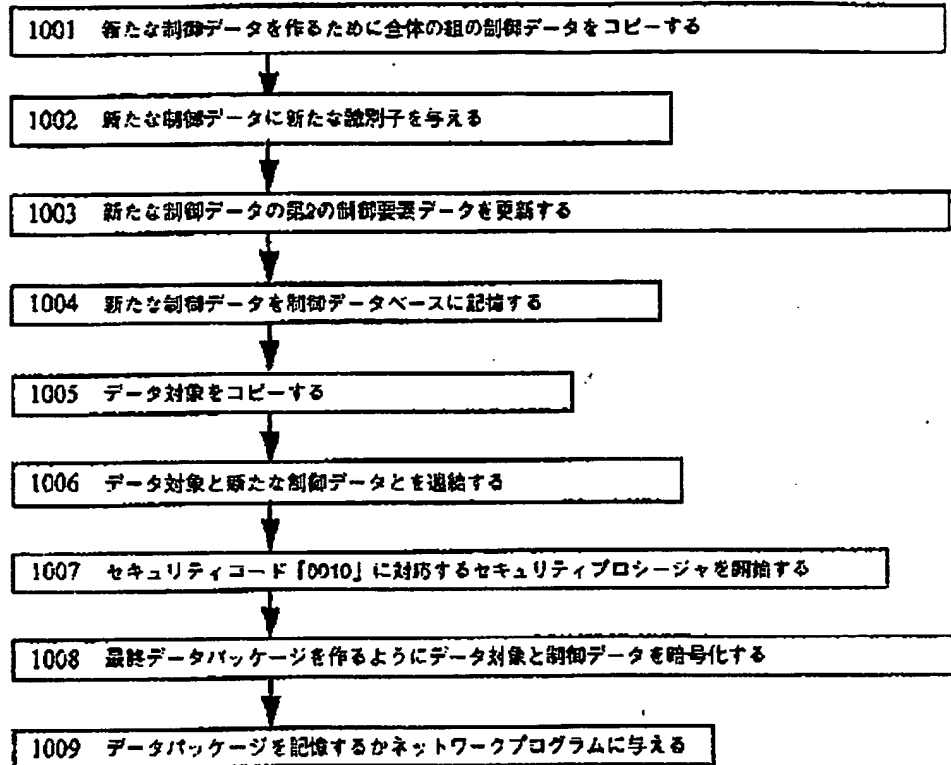 1001 新たな制御データを作るために全体の組の制御データをコピーする
1002 新たな制御データに新たな識別子を与える
1003 新たな制御データの第2の制御要素データを更新する
1004 新たな制御データを制御データベースに記憶する
1005 データ対象をコピーする
1006 データ対象と新たな制御データとを連結する
1007 セキュリティコード「0010」に対応するセキュリティプロシージャを開始する
1008 最終データパッケージを作るようにデータ対象と制御データを暗号化する
1009 データパッケージを記憶するかネットワークプログラムに与える